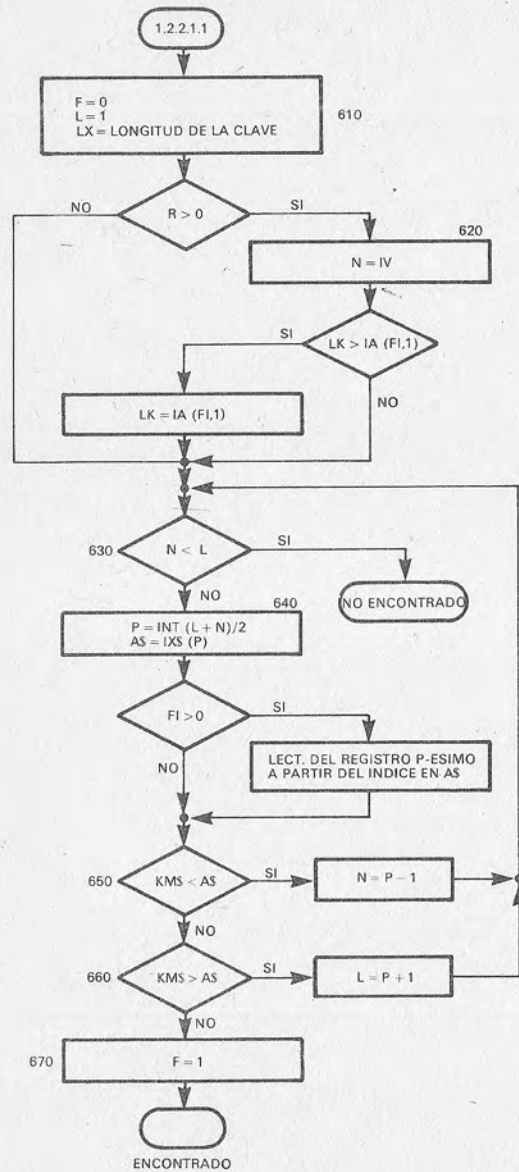 1.2.2.1.1
F = 0
L = 1
LX = LONGITUD DE LA CLAVE
610
NO
R > 0
SI
620
N = IV
SI
LK > IA (FI,1)
NO
LK = IA (FI,1)
630
N < L
SI
NO
NO ENCONTRADO
640
P = INT (L + N)/2
A$ = IX$ (P)
FI > 0
SI
NO
LECT. DEL REGISTRO P-ESIMO
A PARTIR DEL INDICE EN A$
650
KM$ < A$
SI
N = P – 1
NO
660
KM$ > A$
SI
L = P + 1
NO
670
F = 1
ENCONTRADO